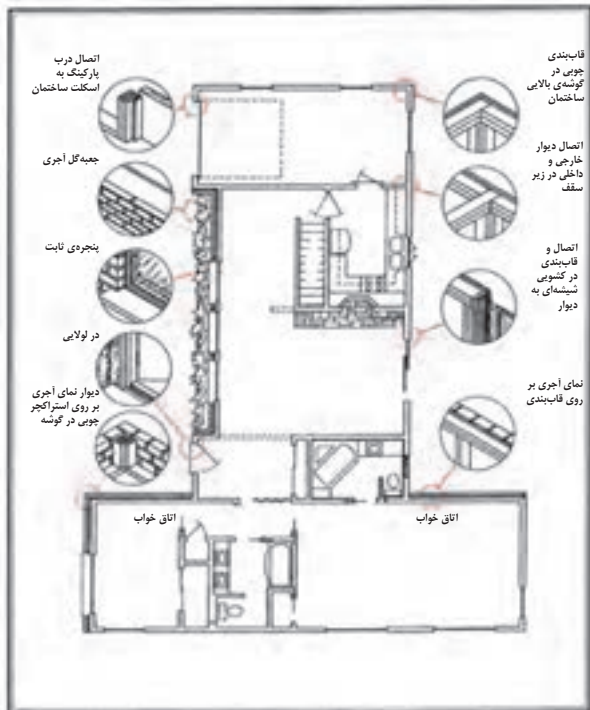 قاب‌بندی
چوبی در
گوشه‌ی بالایی
ساختمان
اتصال دیوار
خارجی و
داخلی در زیر
سقف
اتصال و
قاب‌بندی
در کشویی
شیشه‌ای به
دیوار
نمای آجری بر
روی قاب‌بندی
اتصال درب
پارکینگ به
اسکلت ساختمان
جعبه‌گل آجری
پنجره‌ی ثابت
در لولایی
دیوار نمای آجری
بر روی استراکچر
چوبی در گوشه
اتاق خواب
اتاق خواب